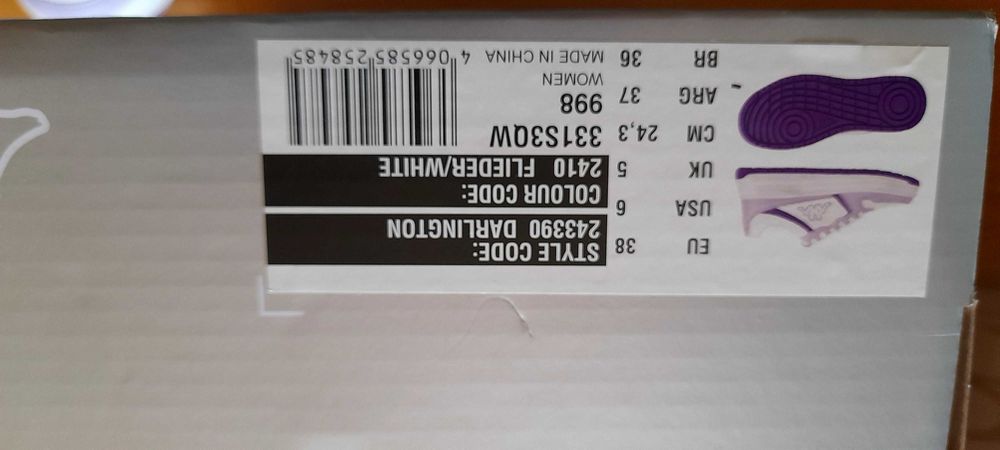 EU 38
USA 6
UK 5
CM 24,3
ARG 37
BR 36
STYLE CODE:
243390 DARLINGTON
COLOUR CODE:
2410 FLIEDER/WHITE
331S3QW
998
WOMEN
MADE IN CHINA
4 066585 258485